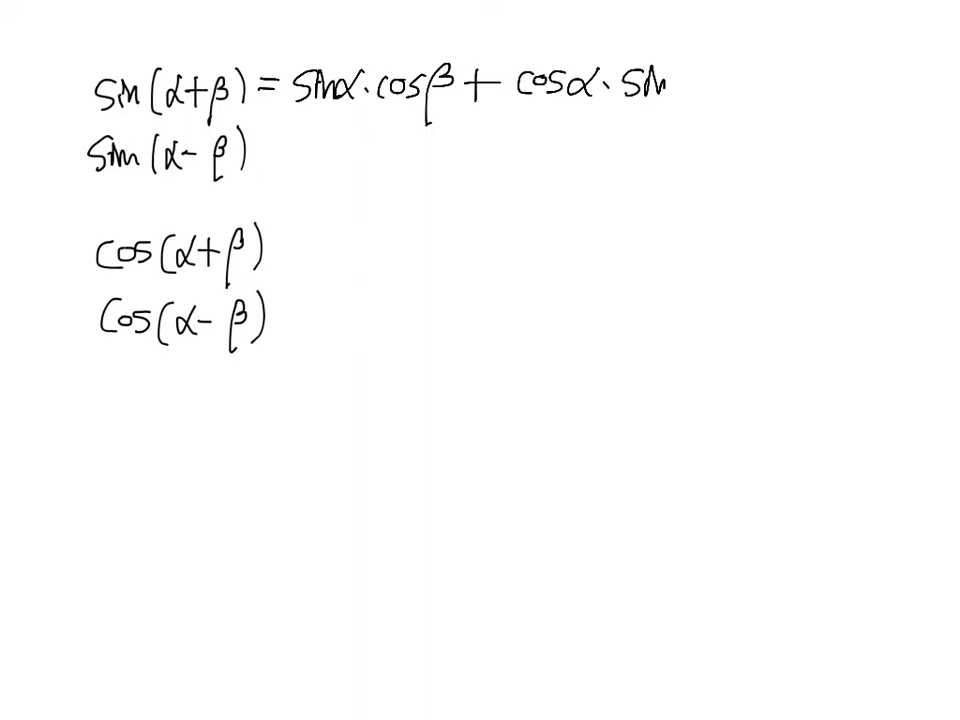 sin(α+β) = sinα·cosβ + cosα·sin
sin(α-β)
cos(α+β)
cos(α-β)